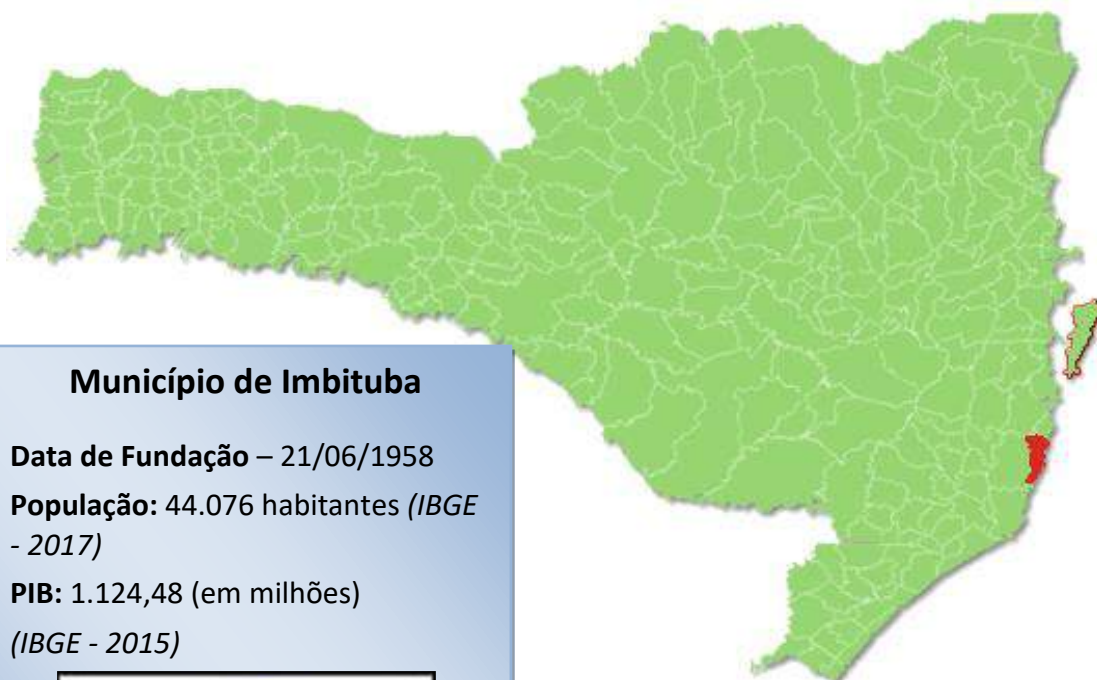 Município de Imbituba
Data de Fundação – 21/06/1958
População: 44.076 habitantes (IBGE
- 2017)
PIB: 1.124,48 (em milhões)
(IBGE - 2015)